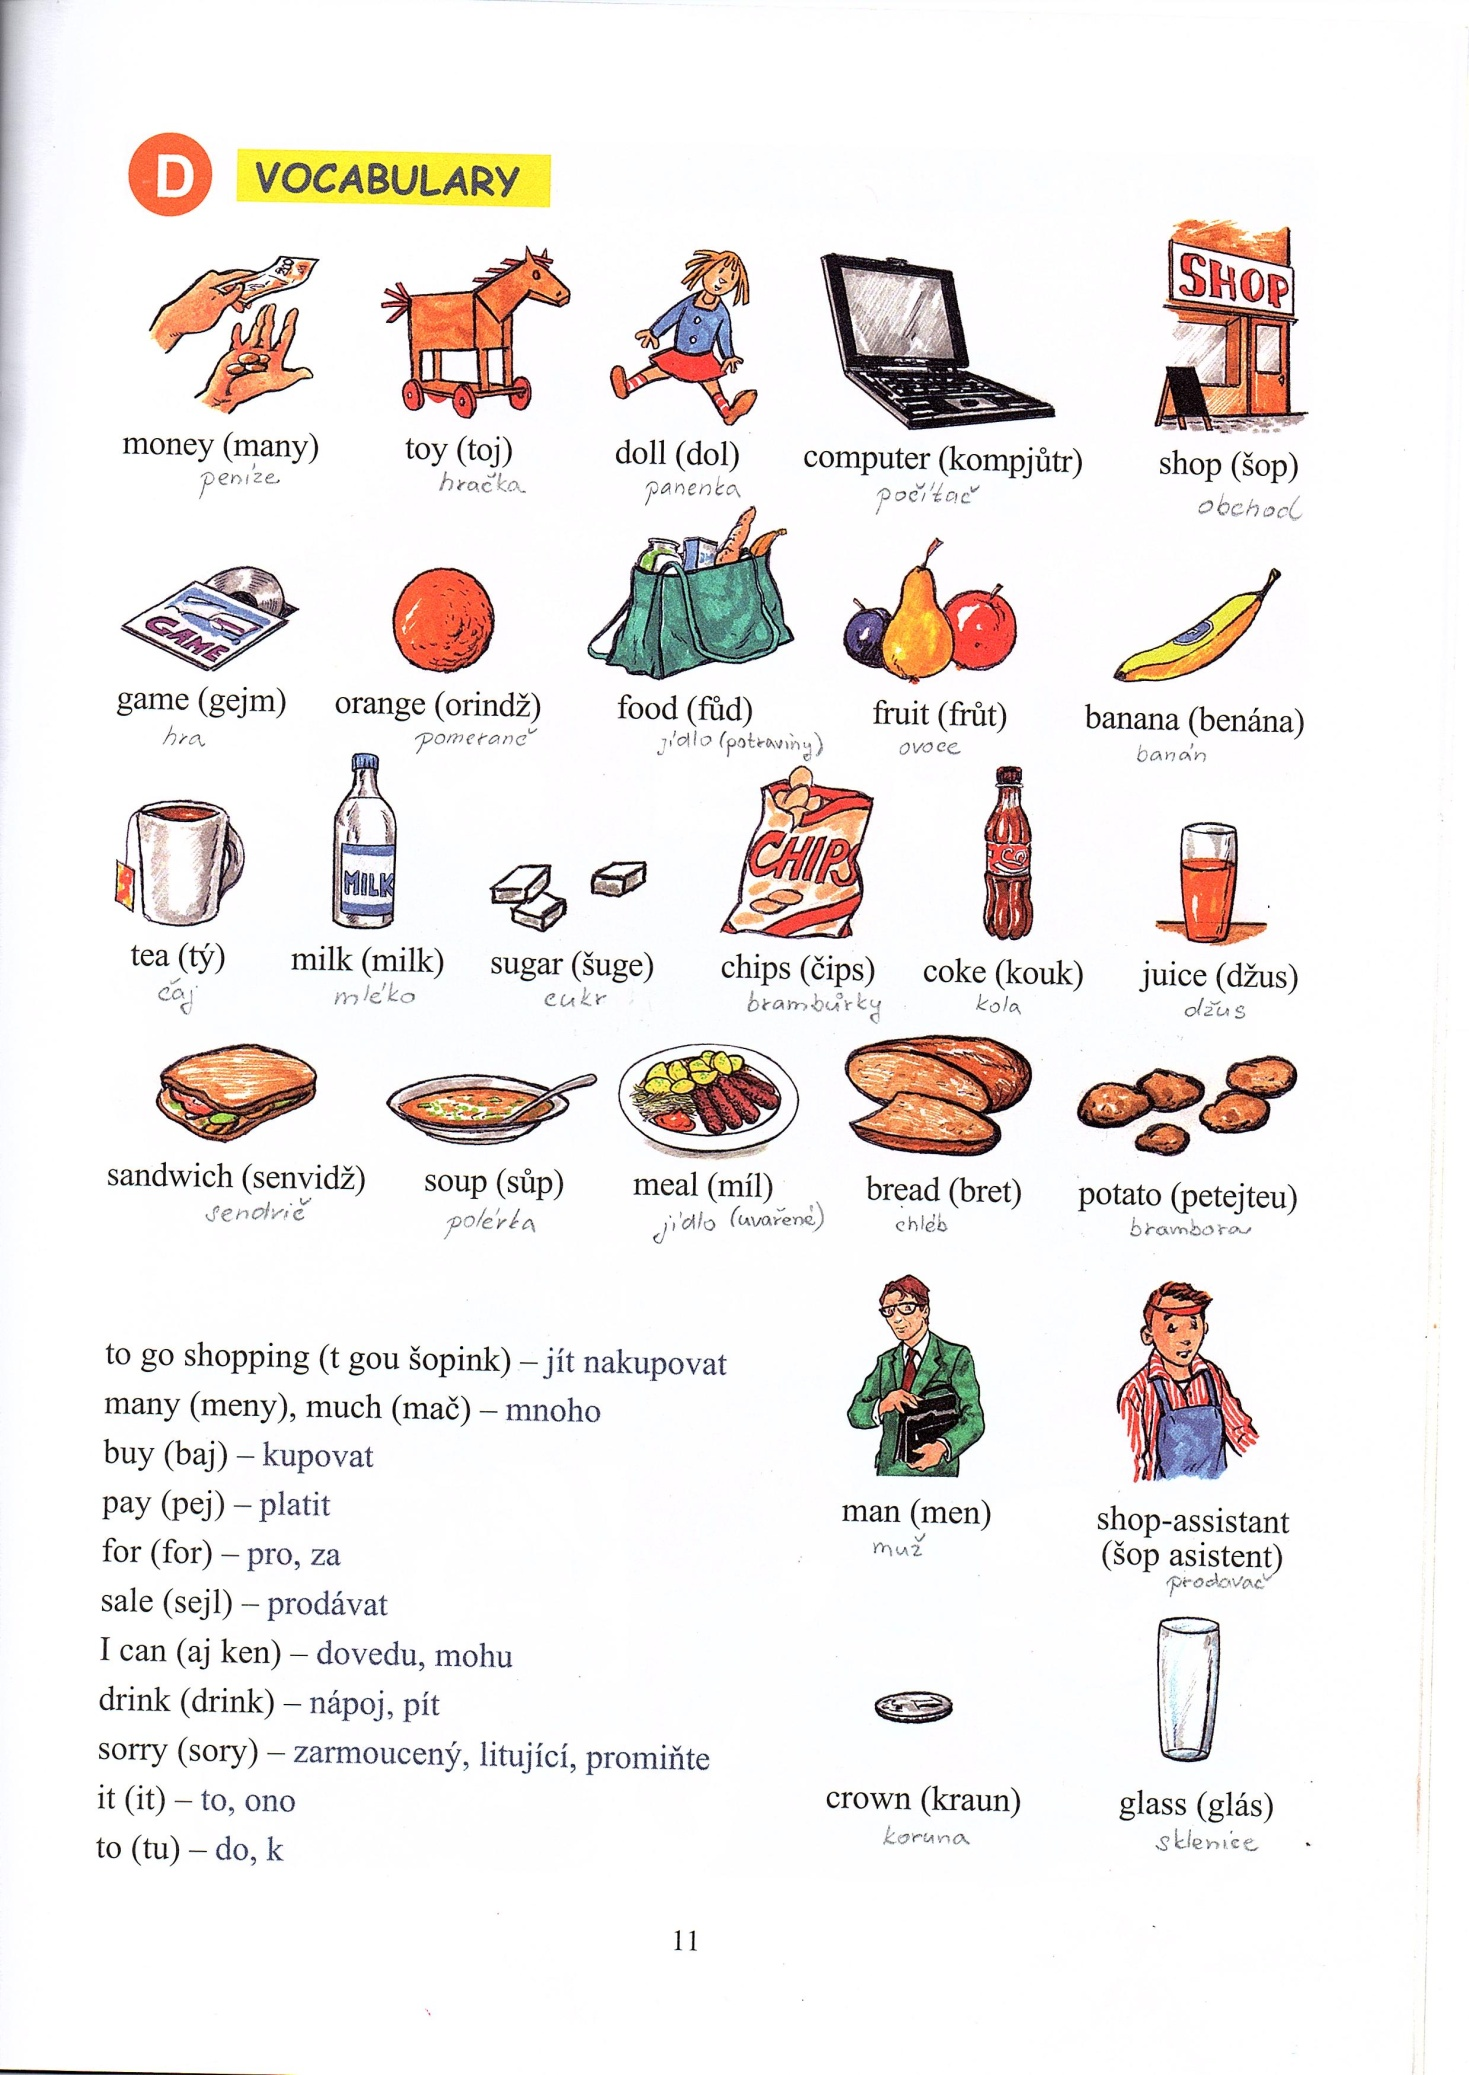 D VOCABULARY
SHOP
money (many) toy (toj) doll (dol) computer (kompjůtr) shop (šop)
peníze hračka panenka počítač obchod
GAME
game (gejm) orange (orindž) food (fůd) fruit (frůt) banana (benána)
hra pomeranč jídlo (potraviny) ovoce banán
MILK CHIPS
tea (tý) milk (milk) sugar (šuge) chips (čips) coke (kouk) juice (džus)
čaj mléko cukr brambůrky kola džus
sandwich (senvidž) soup (sůp) meal (míl) bread (bret) potato (petejteu)
sendvič polérka jídlo (uvařené) chléb brambora
to go shopping (t gou šopink) – jít nakupovat
many (meny), much (mač) – mnoho
buy (baj) – kupovat
pay (pej) – platit
for (for) – pro, za
sale (sejl) – prodávat
I can (aj ken) – dovedu, mohu
drink (drink) – nápoj, pít
sorry (sory) – zarmoucený, litující, promiňte
it (it) – to, ono
to (tu) – do, k
man (men) shop-assistant
(šop asistent)
muž prodavač
crown (kraun) glass (glás)
koruna sklenice
11